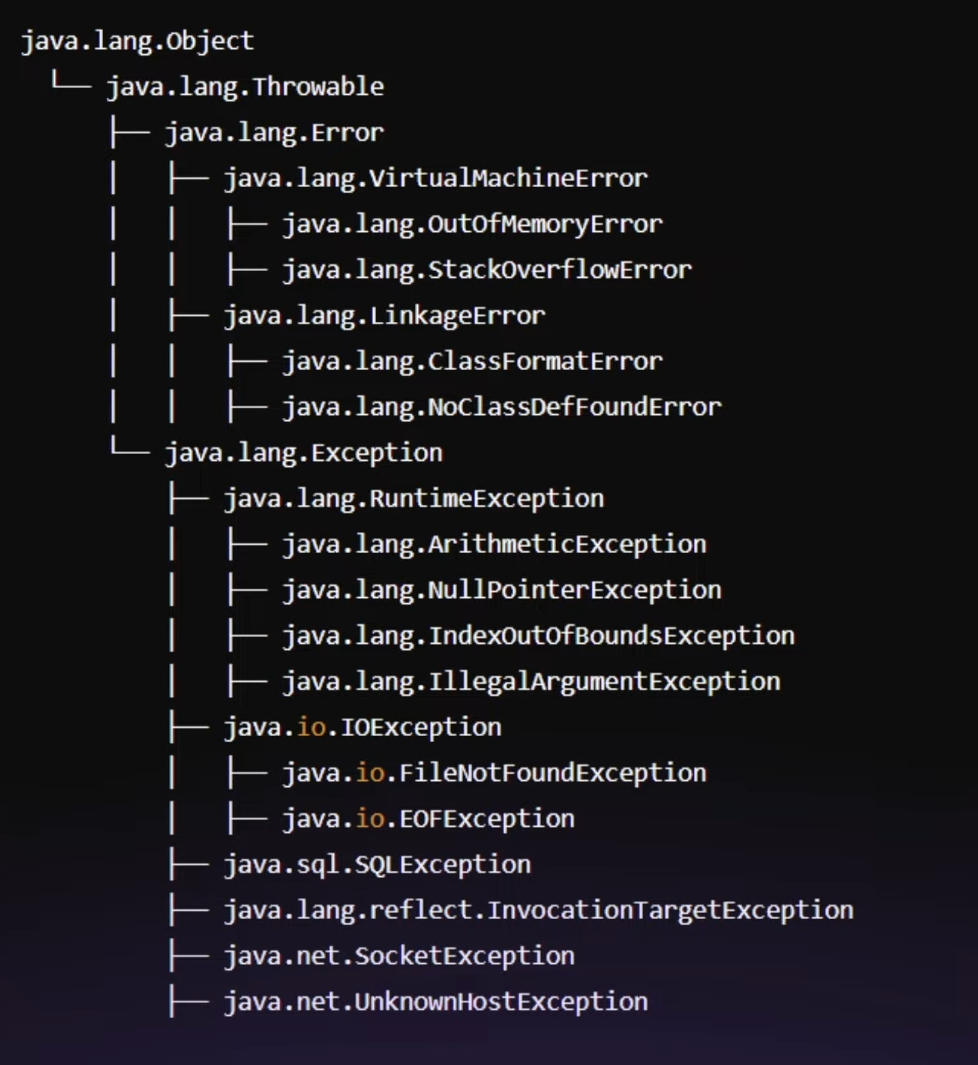 java.lang.Object
└── java.lang.Throwable
├── java.lang.Error
│ ├── java.lang.VirtualMachineError
│ │ ├── java.lang.OutOfMemoryError
│ │ ├── java.lang.StackOverflowError
│ ├── java.lang.LinkageError
│ │ ├── java.lang.ClassFormatError
│ │ ├── java.lang.NoClassDefFoundError
└── java.lang.Exception
├── java.lang.RuntimeException
│ ├── java.lang.ArithmeticException
│ ├── java.lang.NullPointerException
│ ├── java.lang.IndexOutOfBoundsException
│ ├── java.lang.IllegalArgumentException
├── java.io.IOException
│ ├── java.io.FileNotFoundException
│ ├── java.io.EOFException
├── java.sql.SQLException
├── java.lang.reflect.InvocationTargetException
├── java.net.SocketException
├── java.net.UnknownHostException